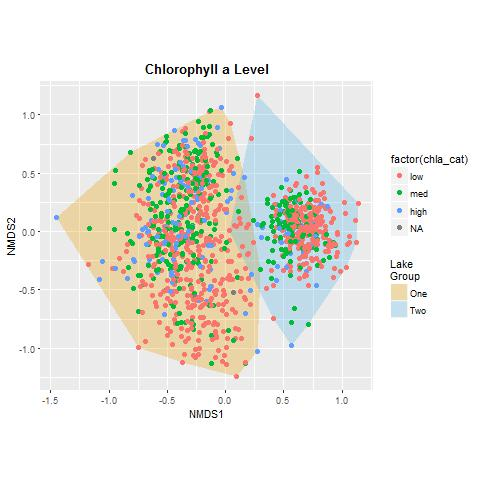 Chlorophyll a Level
NMDS2
1.0
0.5
0.0
-0.5
-1.0
-1.5
-1.0
-0.5
0.0
0.5
1.0
NMDS1
factor(chla_cat)
low
med
high
NA
Lake
Group
One
Two